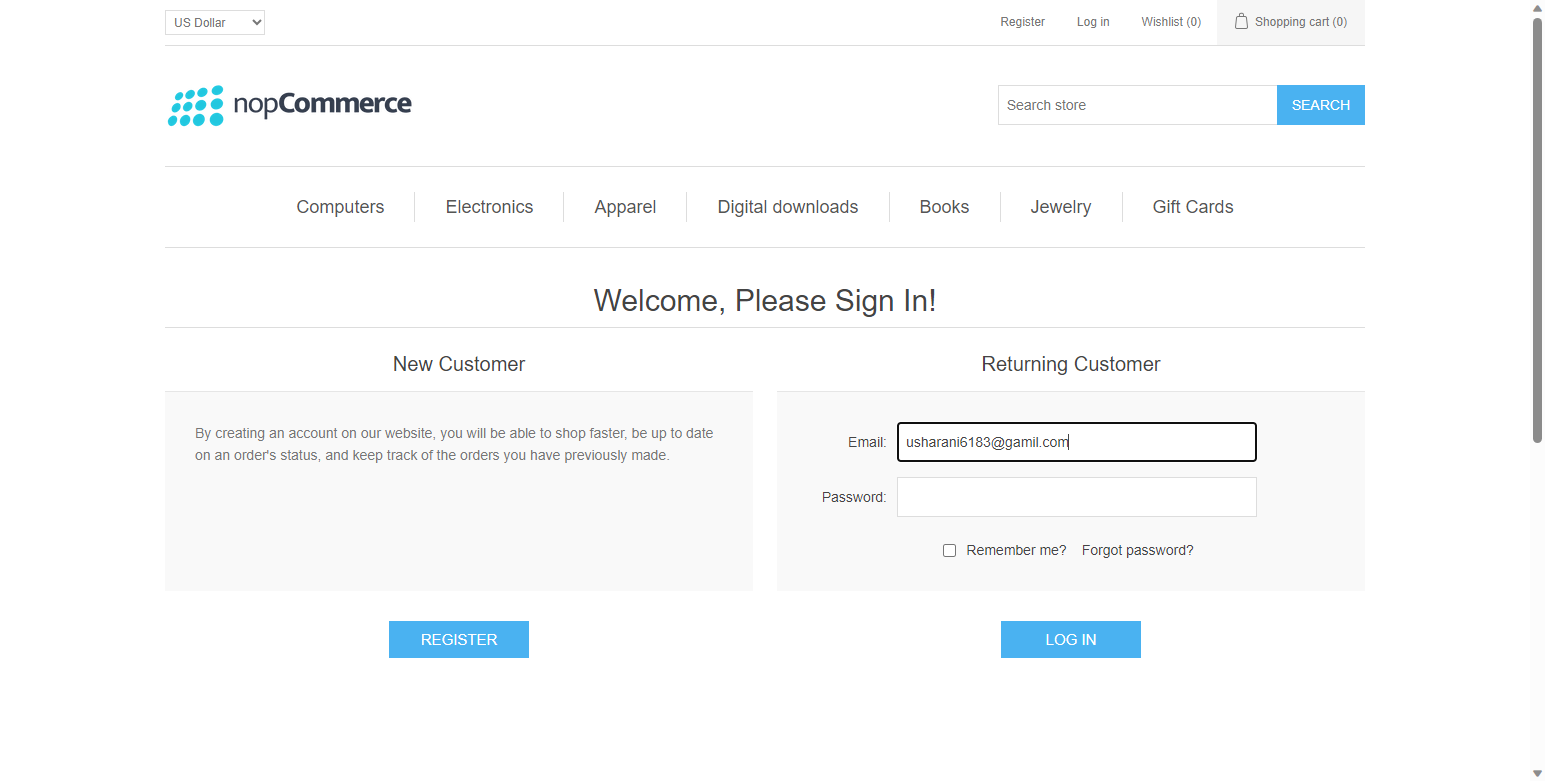 US Dollar
Register Log in Wishlist (0) Shopping cart (0)
nopCommerce
Search store SEARCH
Computers Electronics Apparel Digital downloads Books Jewelry Gift Cards
Welcome, Please Sign In!
New Customer
By creating an account on our website, you will be able to shop faster, be up to date
on an order's status, and keep track of the orders you have previously made.
REGISTER
Returning Customer
Email: usharani6183@gamil.com
Password:
Remember me? Forgot password?
LOG IN